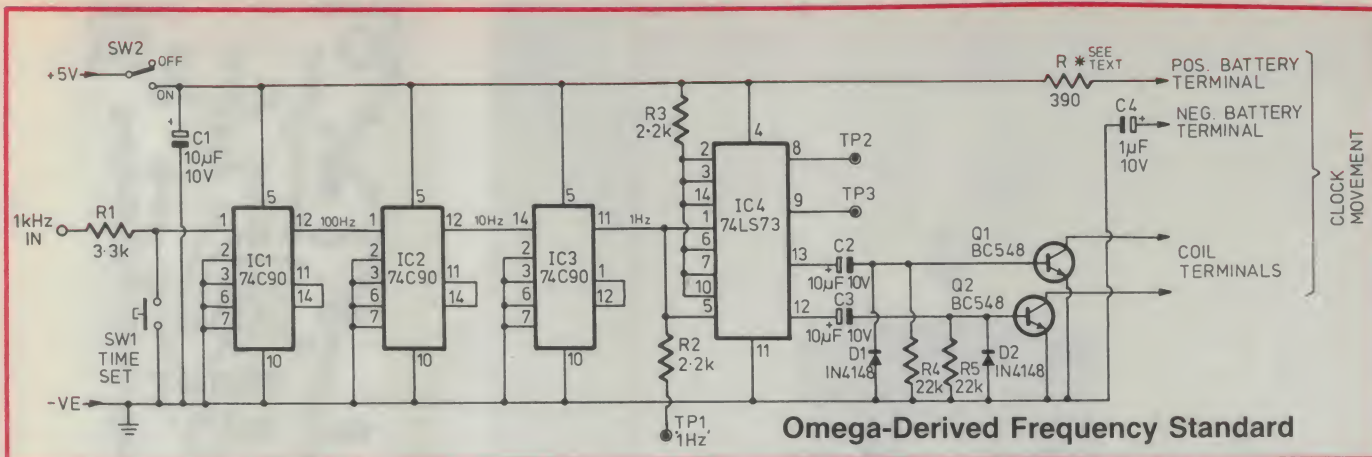 SW2
OFF
+5V
ON
+
C1
10µF
10V
1kHz
IN
R1
3.3k
SW1
TIME
SET
-VE
1
2
3
6
7
5
IC1
74C90
12
11
14
10
100Hz
1
2
3
6
7
5
IC2
74C90
12
11
14
10
10Hz
14
2
3
6
7
5
IC3
74C90
11
1
12
10
1Hz
R3
2·2k
R2
2·2k
TP1
'1Hz'
2
3
14
1
6
7
10
5
4
IC4
74LS73
8
9
13
12
11
TP2
TP3
C2
+
10µF 10V
C3
+
10µF 10V
D1
IN4148
R4
22k
R5
22k
D2
IN4148
Q1
BC548
Q2
BC548
R * SEE TEXT
390
POS. BATTERY
TERMINAL
C4
+
1µF
10V
NEG. BATTERY
TERMINAL
COIL
TERMINALS
CLOCK
MOVEMENT
Omega-Derived Frequency Standard